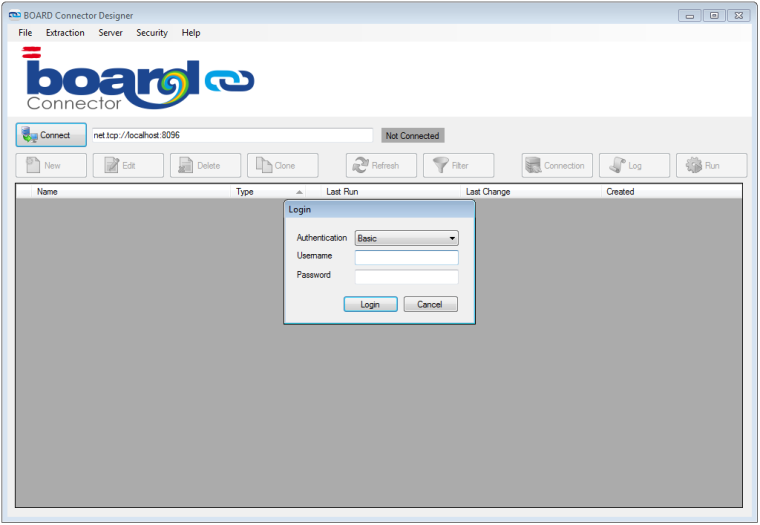 BOARD Connector Designer
File Extraction Server Security Help
board
Connector
Connect net.tcp://localhost:8096 Not Connected
New Edit Delete Clone Refresh Filter Connection Log Run
Name Type Last Run Last Change Created
Login
Authentication Basic
Username
Password
Login Cancel